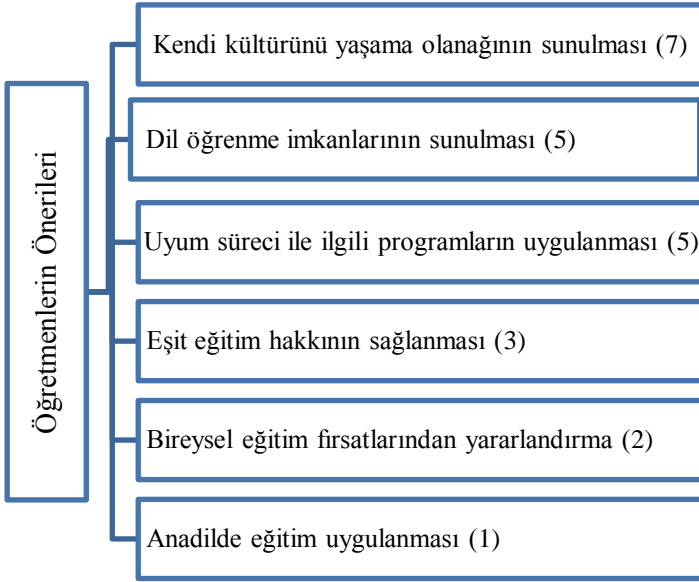 Öğretmenlerin Önerileri
Kendi kültürünü yaşama olanağının sunulması (7)
Dil öğrenme imkanlarının sunulması (5)
Uyum süreci ile ilgili programların uygulanması (5)
Eşit eğitim hakkının sağlanması (3)
Bireysel eğitim fırsatlarından yararlandırma (2)
Anadilde eğitim uygulanması (1)